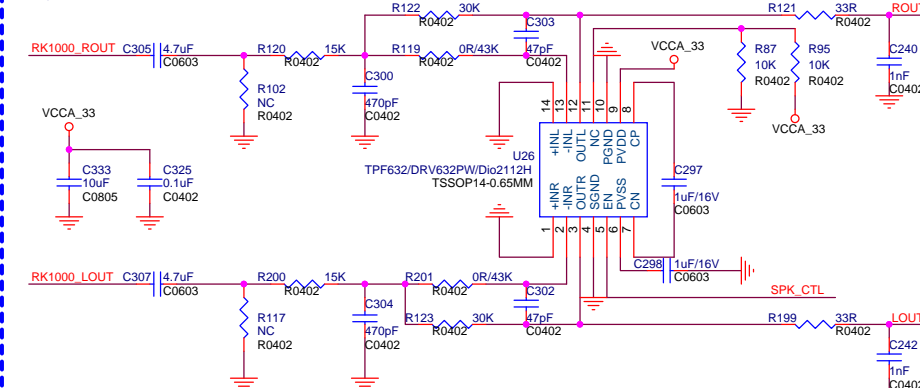 R122 30K
R0402
C303
47pF
C0402
R121 33R
R0402
ROUT
RK1000_ROUT
C305 4.7uF
C0603
R120 15K
R0402
R119 0R/43K
R0402
R102
NC
R0402
C300
470pF
C0402
VCCA_33
R87
10K
R0402
R95
10K
R0402
VCCA_33
C240
1nF
C0402
VCCA_33
C333
10uF
C0805
C325
0.1uF
C0402
14 13 12 11 10 9 8
+INL -INL OUTL NC PGND PVDD CP
U26
TPF632/DRV632PW/Dio2112H
TSSOP14-0.65MM
+INR -INR OUTR SGND EN PVSS CN
1 2 3 4 5 6 7
C297
1uF/16V
C0603
C298 1uF/16V
C0603
SPK_CTL
RK1000_LOUT
C307 4.7uF
C0603
R200 15K
R0402
R201 0R/43K
R0402
R117
NC
R0402
C304
470pF
C0402
R123 30K
R0402
C302
47pF
C0402
R199 33R
R0402
LOUT
C242
1nF
C0402